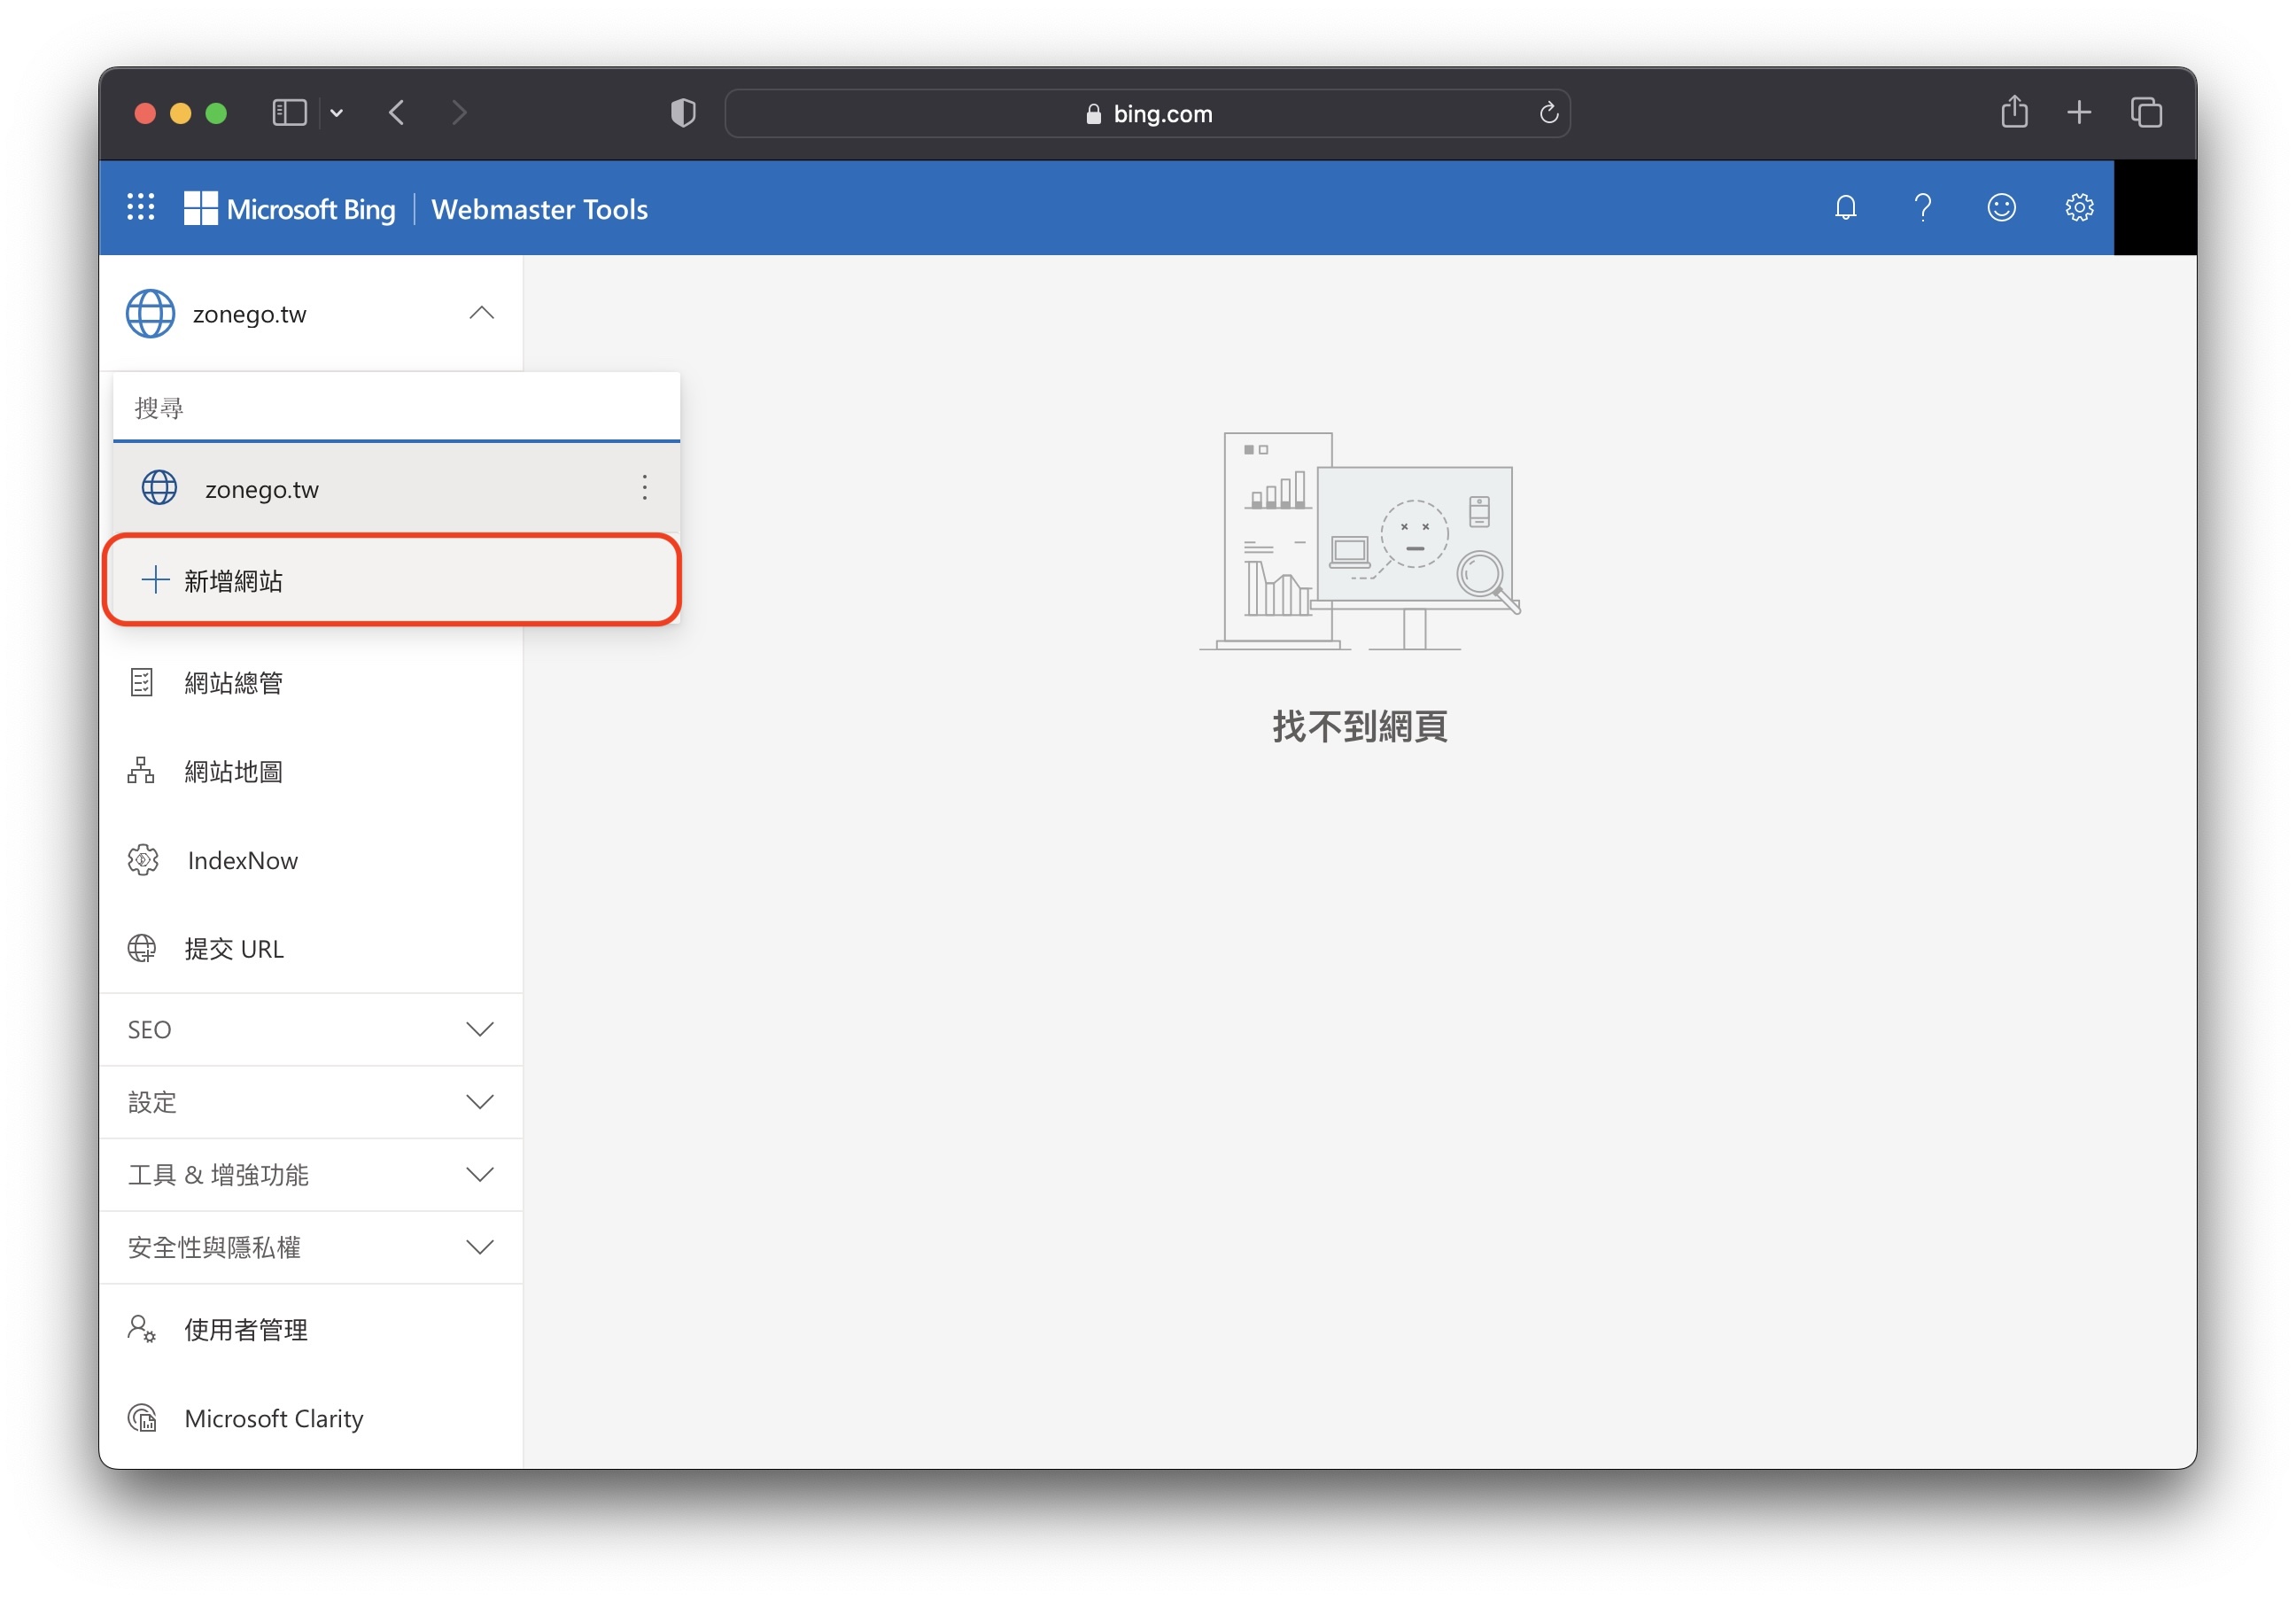 bing.com
Microsoft Bing | Webmaster Tools
zonego.tw
搜尋
zonego.tw
新增網站
網站總管
網站地圖
IndexNow
提交 URL
SEO
設定
工具 & 增強功能
安全性與隱私權
使用者管理
Microsoft Clarity
找不到網頁